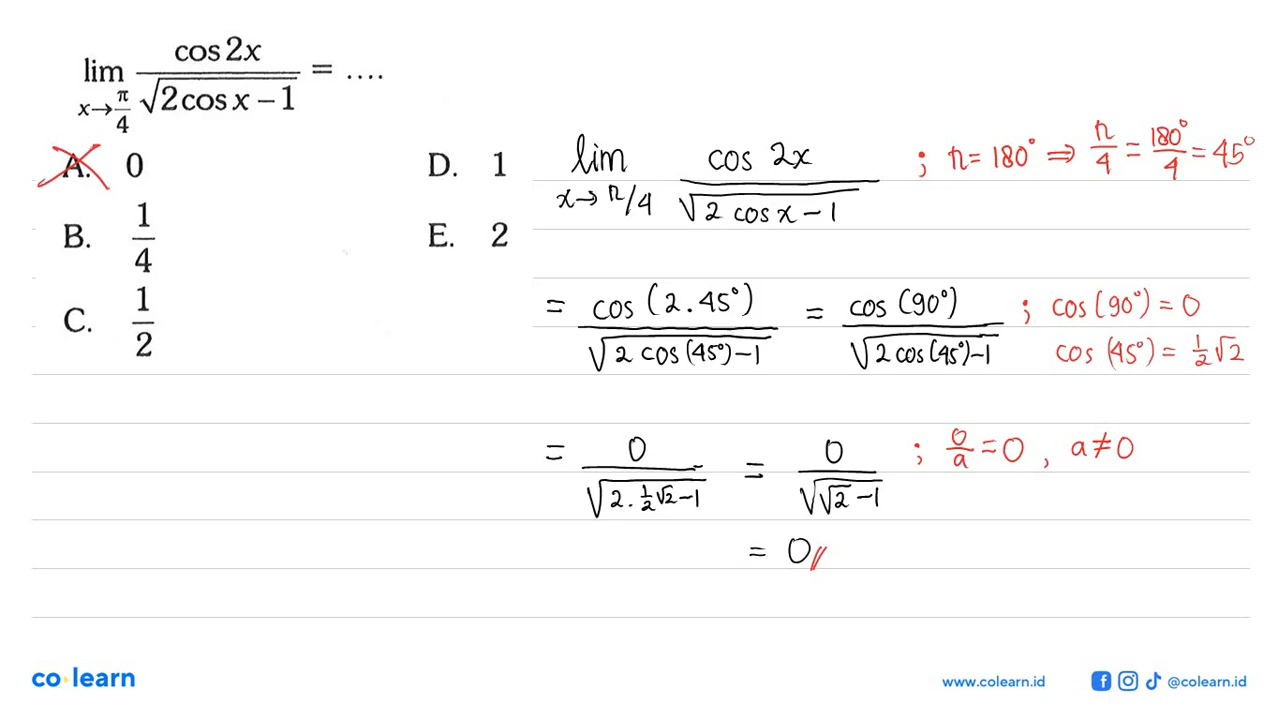 lim x→π/4 cos 2x / √(2 cos x − 1) = ....
A. 0
B. 1/4
C. 1/2
D. 1
E. 2
lim x→π/4 cos 2x / √(2 cos x − 1) ; π = 180° ⇒ π/4 = 180°/4 = 45°
= cos (2 . 45°) / √(2 cos (45°) − 1) = cos (90°) / √(2 cos (45°) − 1) ; cos (90°) = 0
cos (45°) = 1/2 √2
= 0 / √(2 . 1/2 √2 − 1) = 0 / √(√2 − 1) ; 0/a = 0 , a ≠ 0
= 0//
co·learn
www.colearn.id
@colearn.id